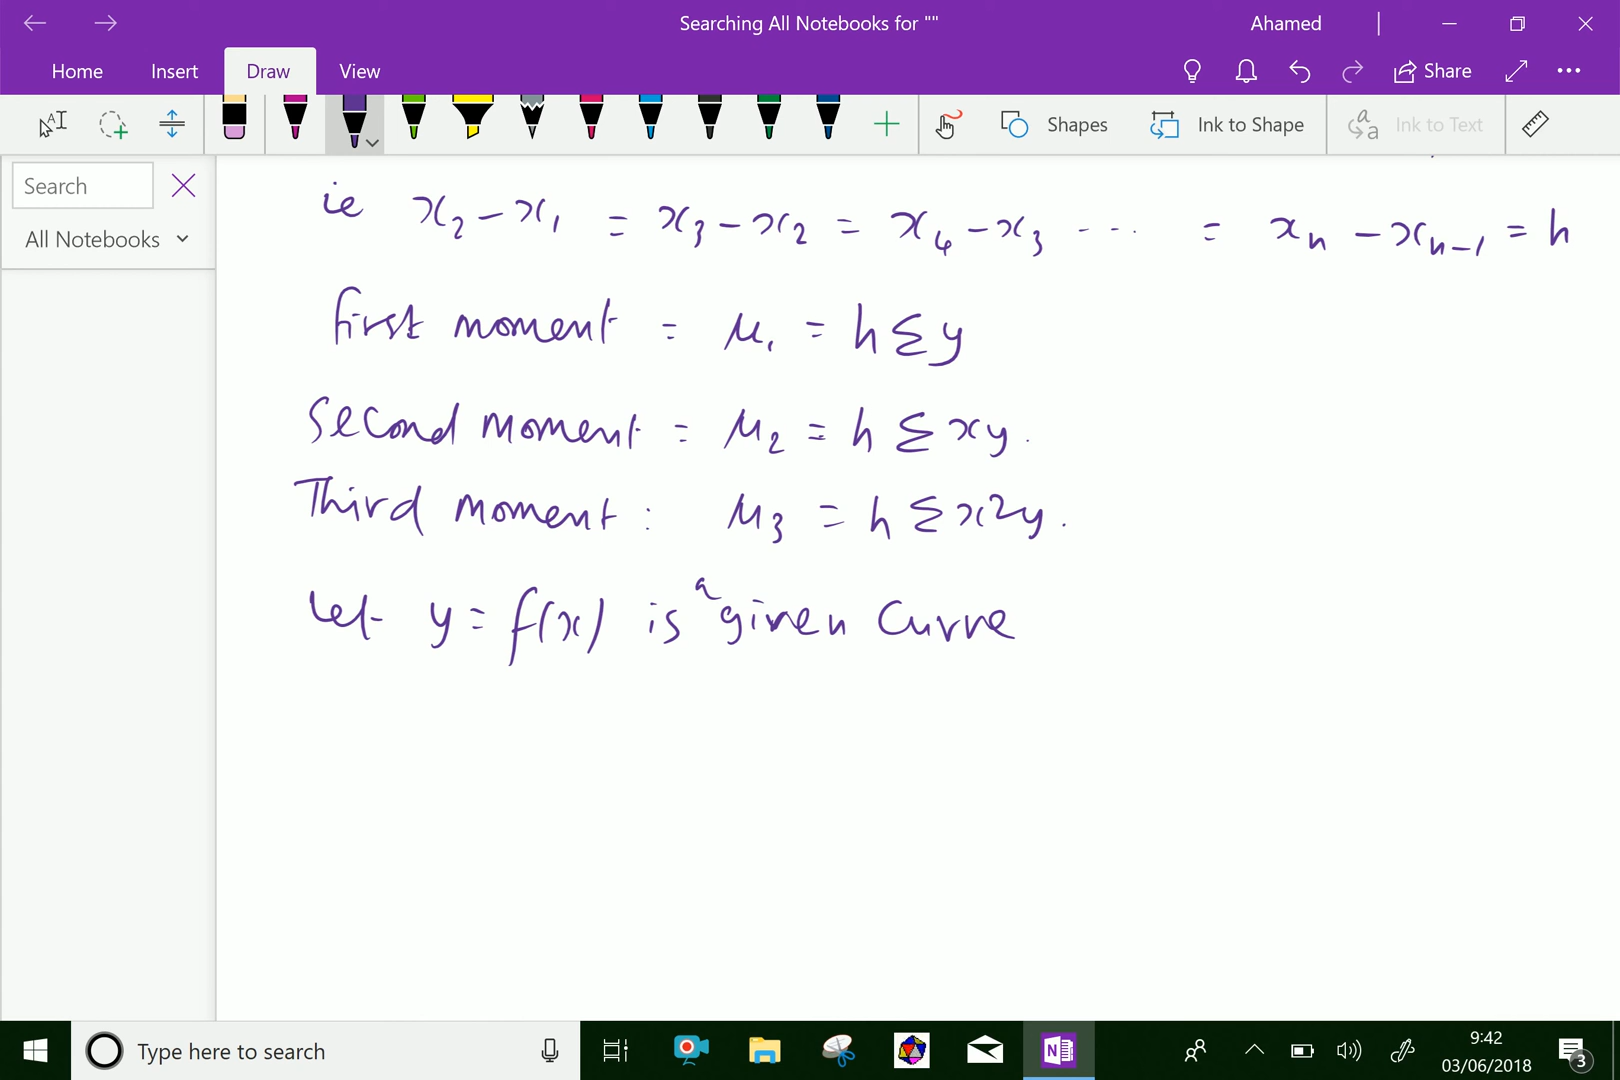 Searching All Notebooks for ""
Ahamed
Home Insert Draw View
Share
Shapes
Ink to Shape
Ink to Text
Search
All Notebooks
ie x₂ - x₁ = x₃ - x₂ = x₄ - x₃ ... = xₙ - xₙ₋₁ = h
first moment = μ₁ = h Σ y
Second moment = μ₂ = h Σ xy.
Third moment : μ₃ = h Σ x²y.
Let y = f(x) is a given curve
Type here to search
9:42
03/06/2018
3